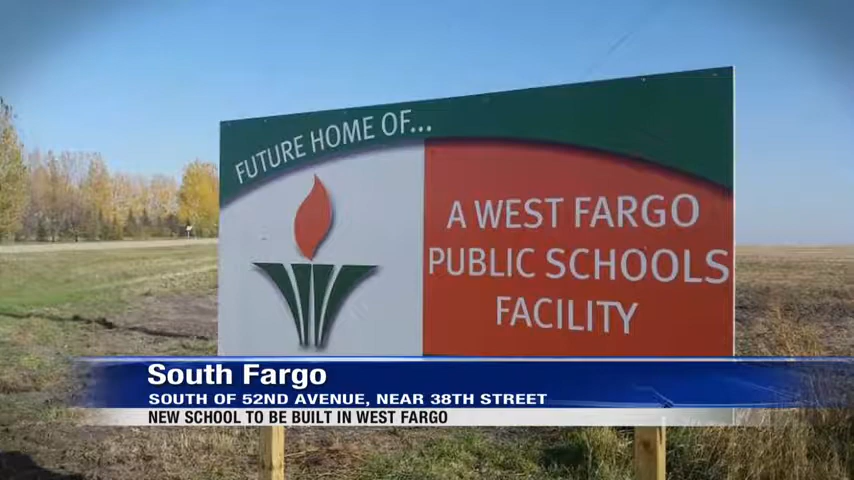 FUTURE HOME OF...
A WEST FARGO
PUBLIC SCHOOLS
FACILITY
South Fargo
SOUTH OF 52ND AVENUE, NEAR 38TH STREET
NEW SCHOOL TO BE BUILT IN WEST FARGO